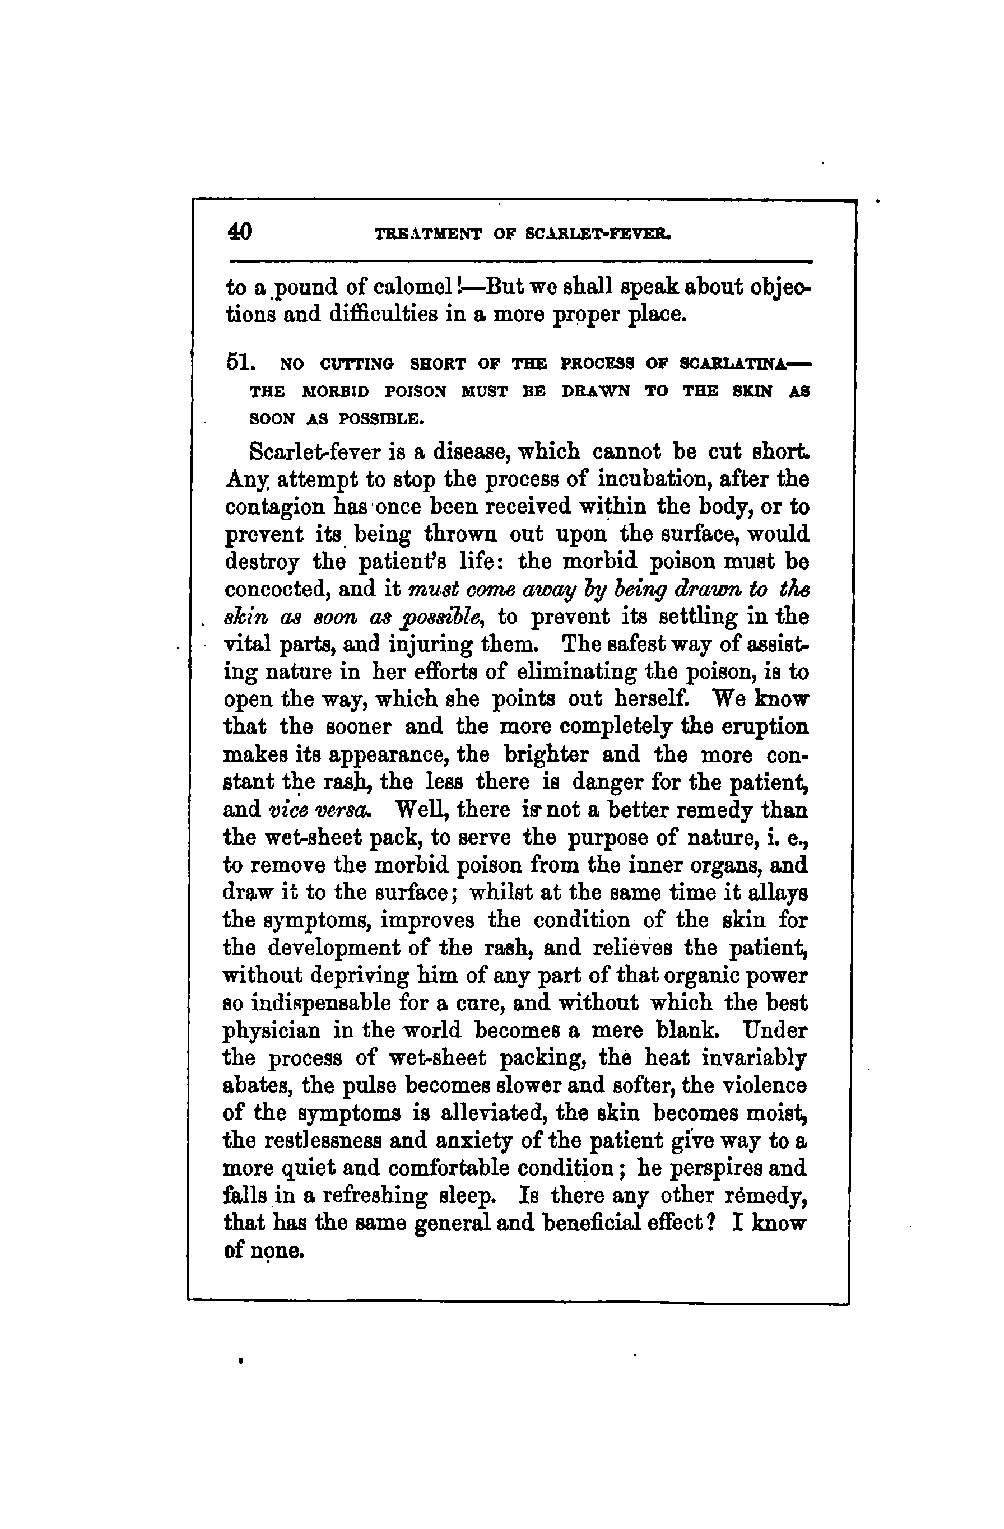 40 TREATMENT OF SCARLET-FEVER.
to a pound of calomel!—But we shall speak about objec-
tions and difficulties in a more proper place.
51. NO CUTTING SHORT OF THE PROCESS OF SCARLATINA—
THE MORBID POISON MUST BE DRAWN TO THE SKIN AS
SOON AS POSSIBLE.
Scarlet-fever is a disease, which cannot be cut short.
Any attempt to stop the process of incubation, after the
contagion has once been received within the body, or to
prevent its being thrown out upon the surface, would
destroy the patient's life: the morbid poison must be
concocted, and it must come away by being drawn to the
skin as soon as possible, to prevent its settling in the
vital parts, and injuring them. The safest way of assist-
ing nature in her efforts of eliminating the poison, is to
open the way, which she points out herself. We know
that the sooner and the more completely the eruption
makes its appearance, the brighter and the more con-
stant the rash, the less there is danger for the patient,
and vice versa. Well, there is not a better remedy than
the wet-sheet pack, to serve the purpose of nature, i. e.,
to remove the morbid poison from the inner organs, and
draw it to the surface; whilst at the same time it allays
the symptoms, improves the condition of the skin for
the development of the rash, and relieves the patient,
without depriving him of any part of that organic power
so indispensable for a cure, and without which the best
physician in the world becomes a mere blank. Under
the process of wet-sheet packing, the heat invariably
abates, the pulse becomes slower and softer, the violence
of the symptoms is alleviated, the skin becomes moist,
the restlessness and anxiety of the patient give way to a
more quiet and comfortable condition; he perspires and
falls in a refreshing sleep. Is there any other remedy,
that has the same general and beneficial effect? I know
of none.